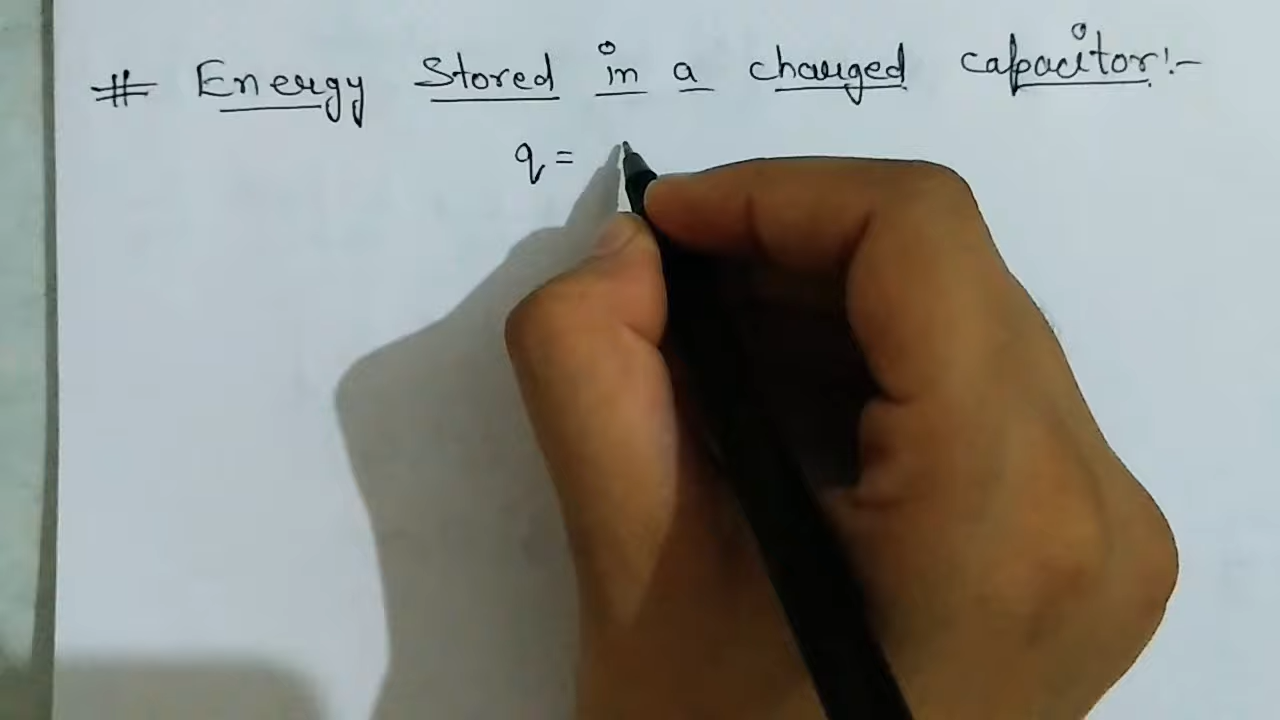 # Energy Stored in a charged capacitor:-
q =